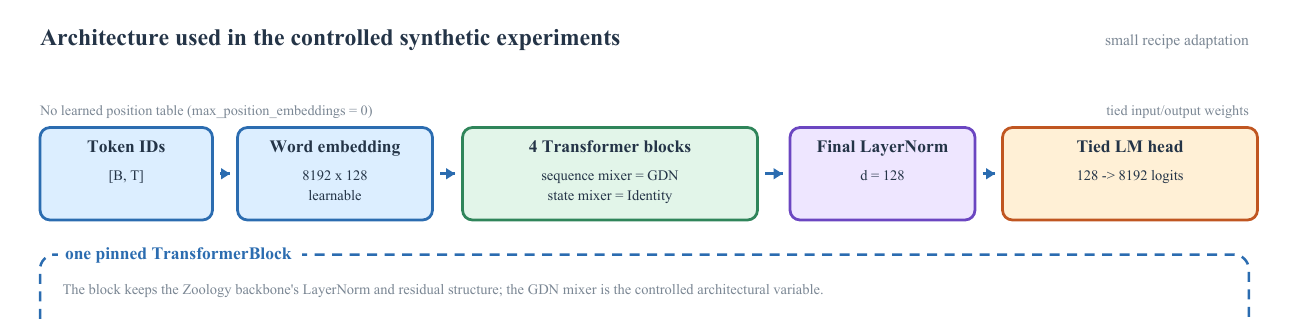 Architecture used in the controlled synthetic experiments
small recipe adaptation
No learned position table (max_position_embeddings = 0)
tied input/output weights
Token IDs
[B, T]
Word embedding
8192 x 128
learnable
4 Transformer blocks
sequence mixer = GDN
state mixer = Identity
Final LayerNorm
d = 128
Tied LM head
128 -> 8192 logits
one pinned TransformerBlock
The block keeps the Zoology backbone's LayerNorm and residual structure; the GDN mixer is the controlled architectural variable.